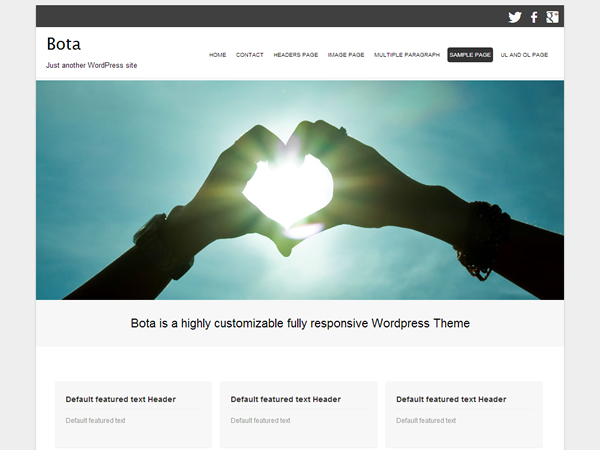 Bota
Just another WordPress site
HOME CONTACT HEADERS PAGE IMAGE PAGE MULTIPLE PARAGRAPH SAMPLE PAGE UL AND OL PAGE
Bota is a highly customizable fully responsive Wordpress Theme
Default featured text Header
Default featured text
Default featured text Header
Default featured text
Default featured text Header
Default featured text